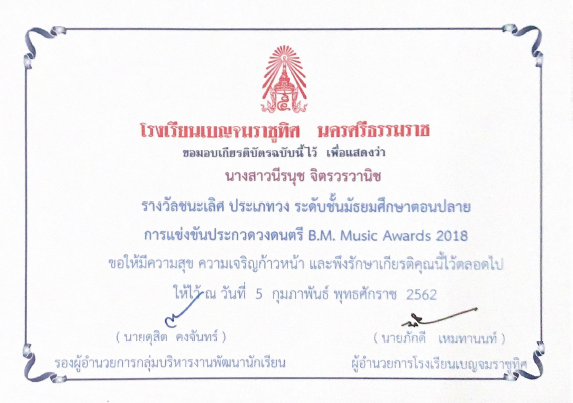 โรงเรียนเบญจมราชูทิศ นครศรีธรรมราช
ขอมอบเกียรติบัตรฉบับนี้ไว้ เพื่อแสดงว่า
นางสาวนีรนุช จิตรวรวานิช
รางวัลชนะเลิศ ประเภทวง ระดับชั้นมัธยมศึกษาตอนปลาย
การแข่งขันประกวดวงดนตรี B.M. Music Awards 2018
ขอให้มีความสุข ความเจริญก้าวหน้า และพึงรักษาเกียรติคุณนี้ไว้ตลอดไป
ให้ไว้ ณ วันที่ 5 กุมภาพันธ์ พุทธศักราช 2562
( นายดุสิต คงจันทร์ ) ( นายภักดี เหมทานนท์ )
รองผู้อำนวยการกลุ่มบริหารงานพัฒนานักเรียน ผู้อำนวยการโรงเรียนเบญจมราชูทิศ